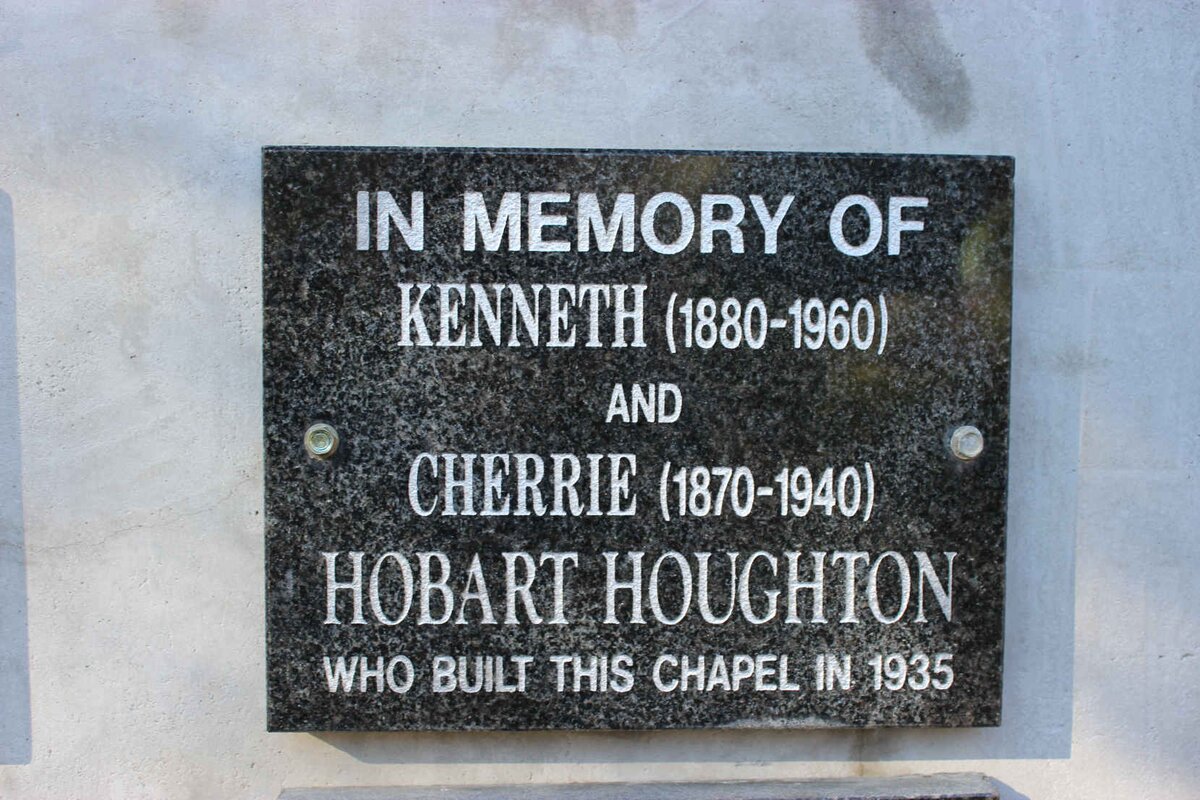 IN MEMORY OF
KENNETH (1880-1960)
AND
CHERRIE (1870-1940)
HOBART HOUGHTON
WHO BUILT THIS CHAPEL IN 1935